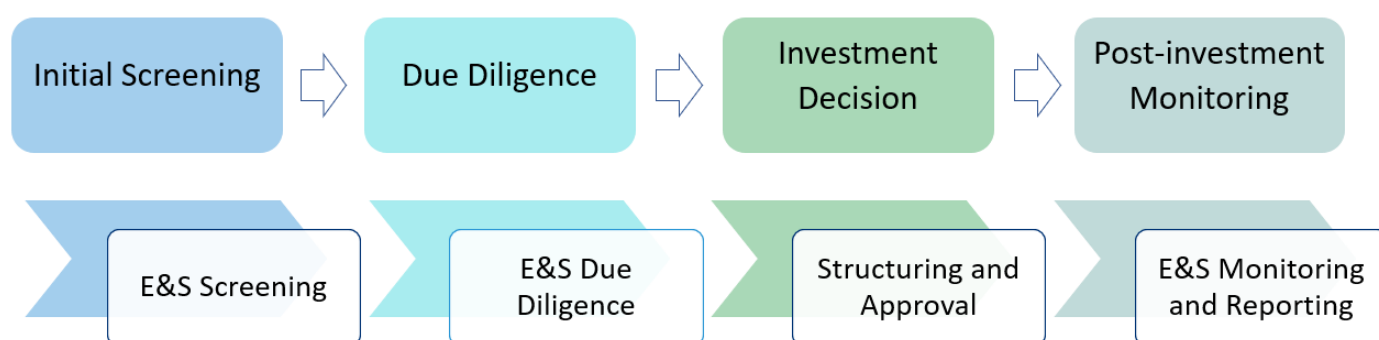 Initial Screening
Due Diligence
Investment
Decision
Post-investment
Monitoring
E&S Screening
E&S Due
Diligence
Structuring and
Approval
E&S Monitoring
and Reporting